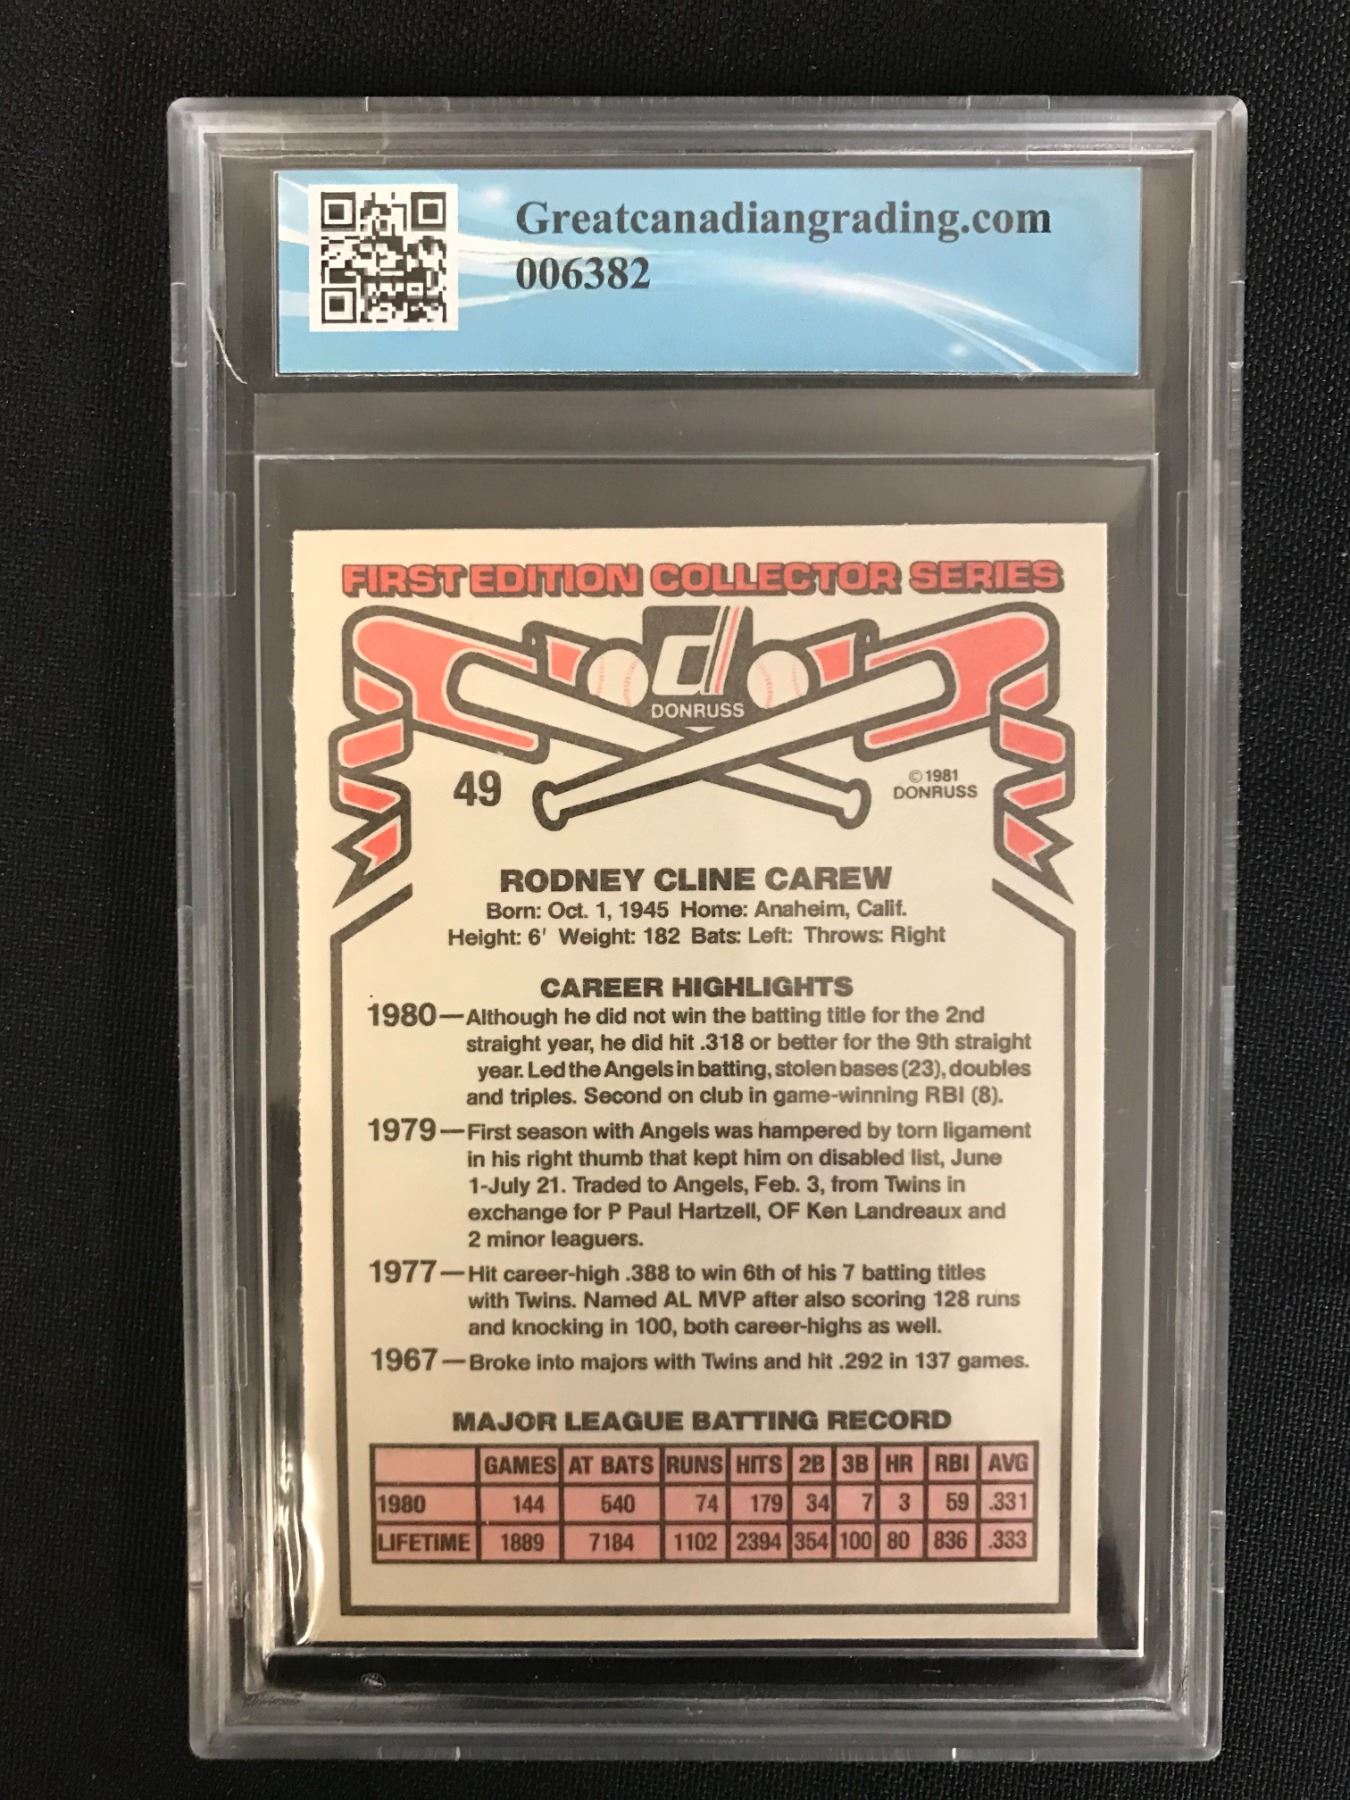 Greatcanadiangrading.com
006382
FIRST EDITION COLLECTOR SERIES
d
DONRUSS
49
© 1981
DONRUSS
RODNEY CLINE CAREW
Born: Oct. 1, 1945 Home: Anaheim, Calif.
Height: 6' Weight: 182 Bats: Left: Throws: Right
CAREER HIGHLIGHTS
1980—Although he did not win the batting title for the 2nd
straight year, he did hit .318 or better for the 9th straight
year. Led the Angels in batting, stolen bases (23), doubles
and triples. Second on club in game-winning RBI (8).
1979—First season with Angels was hampered by torn ligament
in his right thumb that kept him on disabled list, June
1-July 21. Traded to Angels, Feb. 3, from Twins in
exchange for P Paul Hartzell, OF Ken Landreaux and
2 minor leaguers.
1977—Hit career-high .388 to win 6th of his 7 batting titles
with Twins. Named AL MVP after also scoring 128 runs
and knocking in 100, both career-highs as well.
1967—Broke into majors with Twins and hit .292 in 137 games.
MAJOR LEAGUE BATTING RECORD
GAMES AT BATS RUNS HITS 2B 3B HR RBI AVG
1980 144 540 74 179 34 7 3 59 .331
LIFETIME 1889 7184 1102 2394 354 100 80 836 .333